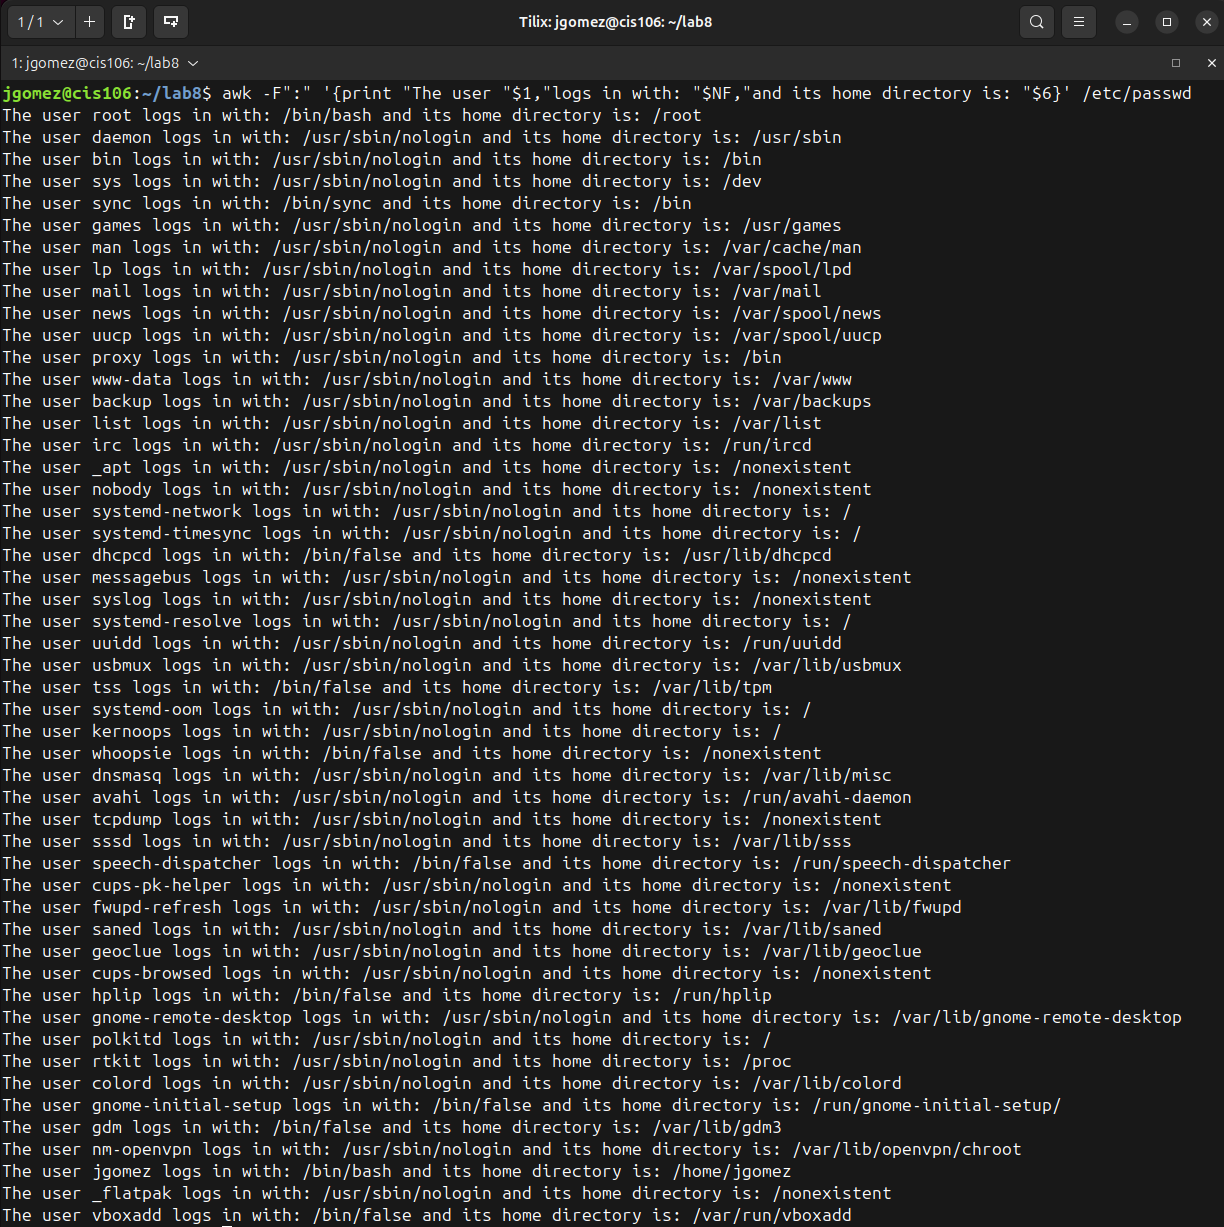 1 / 1
Tilix: jgomez@cis106: ~/lab8
1: jgomez@cis106: ~/lab8
jgomez@cis106:~/lab8$ awk -F":" '{print "The user "$1,"logs in with: "$NF,"and its home directory is: "$6}' /etc/passwd
The user root logs in with: /bin/bash and its home directory is: /root
The user daemon logs in with: /usr/sbin/nologin and its home directory is: /usr/sbin
The user bin logs in with: /usr/sbin/nologin and its home directory is: /bin
The user sys logs in with: /usr/sbin/nologin and its home directory is: /dev
The user sync logs in with: /bin/sync and its home directory is: /bin
The user games logs in with: /usr/sbin/nologin and its home directory is: /usr/games
The user man logs in with: /usr/sbin/nologin and its home directory is: /var/cache/man
The user lp logs in with: /usr/sbin/nologin and its home directory is: /var/spool/lpd
The user mail logs in with: /usr/sbin/nologin and its home directory is: /var/mail
The user news logs in with: /usr/sbin/nologin and its home directory is: /var/spool/news
The user uucp logs in with: /usr/sbin/nologin and its home directory is: /var/spool/uucp
The user proxy logs in with: /usr/sbin/nologin and its home directory is: /bin
The user www-data logs in with: /usr/sbin/nologin and its home directory is: /var/www
The user backup logs in with: /usr/sbin/nologin and its home directory is: /var/backups
The user list logs in with: /usr/sbin/nologin and its home directory is: /var/list
The user irc logs in with: /usr/sbin/nologin and its home directory is: /run/ircd
The user _apt logs in with: /usr/sbin/nologin and its home directory is: /nonexistent
The user nobody logs in with: /usr/sbin/nologin and its home directory is: /nonexistent
The user systemd-network logs in with: /usr/sbin/nologin and its home directory is: /
The user systemd-timesync logs in with: /usr/sbin/nologin and its home directory is: /
The user dhcpcd logs in with: /bin/false and its home directory is: /usr/lib/dhcpcd
The user messagebus logs in with: /usr/sbin/nologin and its home directory is: /nonexistent
The user syslog logs in with: /usr/sbin/nologin and its home directory is: /nonexistent
The user systemd-resolve logs in with: /usr/sbin/nologin and its home directory is: /
The user uuidd logs in with: /usr/sbin/nologin and its home directory is: /run/uuidd
The user usbmux logs in with: /usr/sbin/nologin and its home directory is: /var/lib/usbmux
The user tss logs in with: /bin/false and its home directory is: /var/lib/tpm
The user systemd-oom logs in with: /usr/sbin/nologin and its home directory is: /
The user kernoops logs in with: /usr/sbin/nologin and its home directory is: /
The user whoopsie logs in with: /bin/false and its home directory is: /nonexistent
The user dnsmasq logs in with: /usr/sbin/nologin and its home directory is: /var/lib/misc
The user avahi logs in with: /usr/sbin/nologin and its home directory is: /run/avahi-daemon
The user tcpdump logs in with: /usr/sbin/nologin and its home directory is: /nonexistent
The user sssd logs in with: /usr/sbin/nologin and its home directory is: /var/lib/sss
The user speech-dispatcher logs in with: /bin/false and its home directory is: /run/speech-dispatcher
The user cups-pk-helper logs in with: /usr/sbin/nologin and its home directory is: /nonexistent
The user fwupd-refresh logs in with: /usr/sbin/nologin and its home directory is: /var/lib/fwupd
The user saned logs in with: /usr/sbin/nologin and its home directory is: /var/lib/saned
The user geoclue logs in with: /usr/sbin/nologin and its home directory is: /var/lib/geoclue
The user cups-browsed logs in with: /usr/sbin/nologin and its home directory is: /nonexistent
The user hplip logs in with: /bin/false and its home directory is: /run/hplip
The user gnome-remote-desktop logs in with: /usr/sbin/nologin and its home directory is: /var/lib/gnome-remote-desktop
The user polkitd logs in with: /usr/sbin/nologin and its home directory is: /
The user rtkit logs in with: /usr/sbin/nologin and its home directory is: /proc
The user colord logs in with: /usr/sbin/nologin and its home directory is: /var/lib/colord
The user gnome-initial-setup logs in with: /bin/false and its home directory is: /run/gnome-initial-setup/
The user gdm logs in with: /bin/false and its home directory is: /var/lib/gdm3
The user nm-openvpn logs in with: /usr/sbin/nologin and its home directory is: /var/lib/openvpn/chroot
The user jgomez logs in with: /bin/bash and its home directory is: /home/jgomez
The user _flatpak logs in with: /usr/sbin/nologin and its home directory is: /nonexistent
The user vboxadd logs in with: /bin/false and its home directory is: /var/run/vboxadd